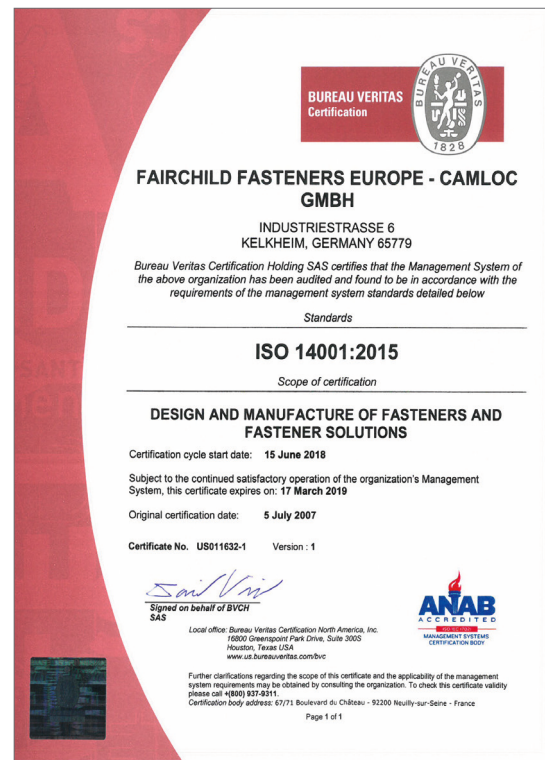 BUREAU VERITAS
Certification
BUREAU VERITAS
1828
FAIRCHILD FASTENERS EUROPE - CAMLOC
GMBH
INDUSTRIESTRASSE 6
KELKHEIM, GERMANY 65779
Bureau Veritas Certification Holding SAS certifies that the Management System of
the above organization has been audited and found to be in accordance with the
requirements of the management system standards detailed below
Standards
ISO 14001:2015
Scope of certification
DESIGN AND MANUFACTURE OF FASTENERS AND
FASTENER SOLUTIONS
Certification cycle start date: 15 June 2018
Subject to the continued satisfactory operation of the organization's Management
System, this certificate expires on: 17 March 2019
Original certification date: 5 July 2007
Certificate No. US011632-1 Version : 1
Signed on behalf of BVCH
SAS
ANAB
ACCREDITED
MANAGEMENT SYSTEMS
CERTIFICATION BODY
Local office: Bureau Veritas Certification North America, Inc.
16800 Greenspoint Park Drive, Suite 300S
Houston, Texas USA
www.us.bureauveritas.com/bvc
Further clarifications regarding the scope of this certificate and the applicability of the management
system requirements may be obtained by consulting the organization. To check this certificate validity
please call +(800) 937-9311.
Certification body address: 67/71 Boulevard du Château - 92200 Neuilly-sur-Seine - France
Page 1 of 1